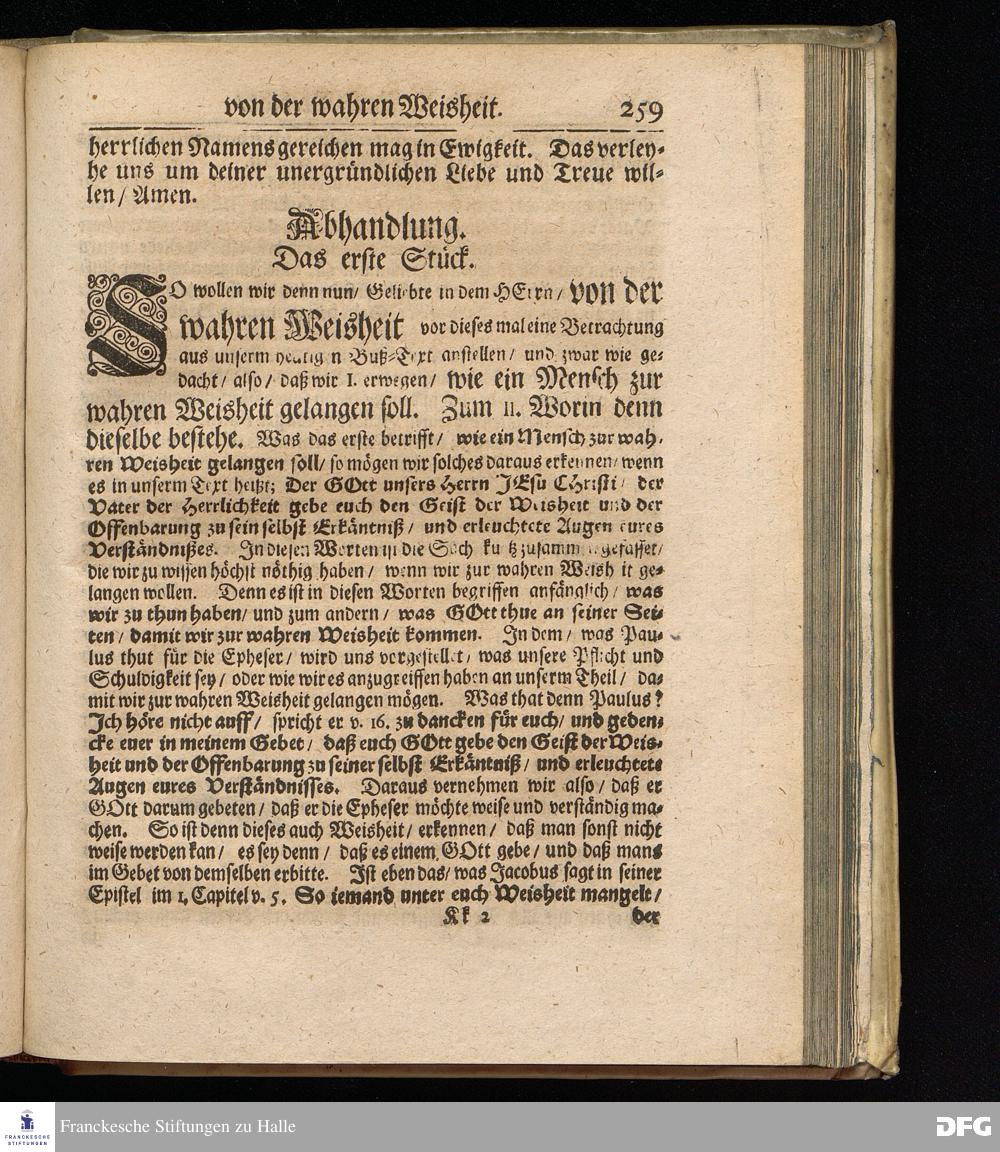 von der wahren Weisheit. 259
herrlichen Namens gereichen mag in Ewigkeit. Das verley-
he uns um deiner unergründlichen Liebe und Treue wil-
len / Amen.
Abhandlung.
Das erste Stück.
SO wollen wir denn nun / Geliebte in dem HErrn / von der
wahren Weisheit vor dieses mal eine Betrachtung
aus unserm heutigen Buß-Text anstellen / und zwar wie ge-
dacht / also / daß wir I. erwegen / wie ein Mensch zur
wahren Weisheit gelangen soll. Zum II. Worin denn
dieselbe bestehe. Was das erste betrifft / wie ein Mensch zur wah-
ren Weisheit gelangen soll / so mögen wir solches daraus erkennen / wenn
es in unserm Text heißt; Der GOtt unsers Herrn JEsu CHristi / der
Vater der Herrlichkeit gebe euch den Geist der Weisheit und der
Offenbarung zu sein selbst Erkäntniß / und erleuchtete Augen eures
Verständnißes. In diesen Worten ist die Sach kurtz zusammen gefasset /
die wir zu wissen höchst nöthig haben / wenn wir zur wahren Weisheit ge-
langen wollen. Denn es ist in diesen Worten begriffen anfänglich / was
wir zu thun haben / und zum andern / was GOtt thue an seiner Sei-
ten / damit wir zur wahren Weisheit kommen. In dem / was Pau-
lus thut für die Epheser / wird uns vorgestellet / was unsere Pflicht und
Schuldigkeit sey / oder wie wir es anzugreiffen haben an unserm Theil / da-
mit wir zur wahren Weisheit gelangen mögen. Was that denn Paulus?
Ich höre nicht auff / spricht er v. 16. zu dancken für euch / und geden-
cke euer in meinem Gebet / daß euch GOtt gebe den Geist der Weis-
heit und der Offenbarung zu seiner selbst Erkäntniß / und erleuchtete
Augen eures Verständnisses. Daraus vernehmen wir also / daß er
GOtt darum gebeten / daß er die Epheser möchte weise und verständig ma-
chen. So ist denn dieses auch Weisheit / erkennen / daß man sonst nicht
weise werden kan / es sey denn / daß es einem GOtt gebe / und daß mans
im Gebet von demselben erbitte. Ist eben das / was Jacobus sagt in seiner
Epistel im 1. Capitel v. 5. So iemand unter euch Weisheit mangelt /
Kk 2 der
FRANCKESCHE STIFTUNGEN
Franckesche Stiftungen zu Halle
DFG